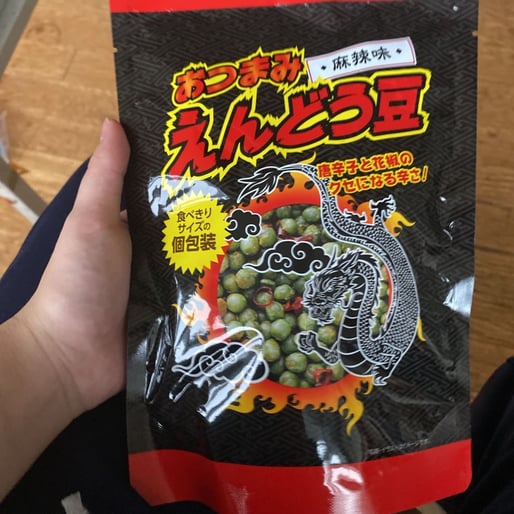 おつまみ
・麻辣味・
えんどう豆
唐辛子と花椒の
クセになる辛さ!
食べきり
サイズの
個包装